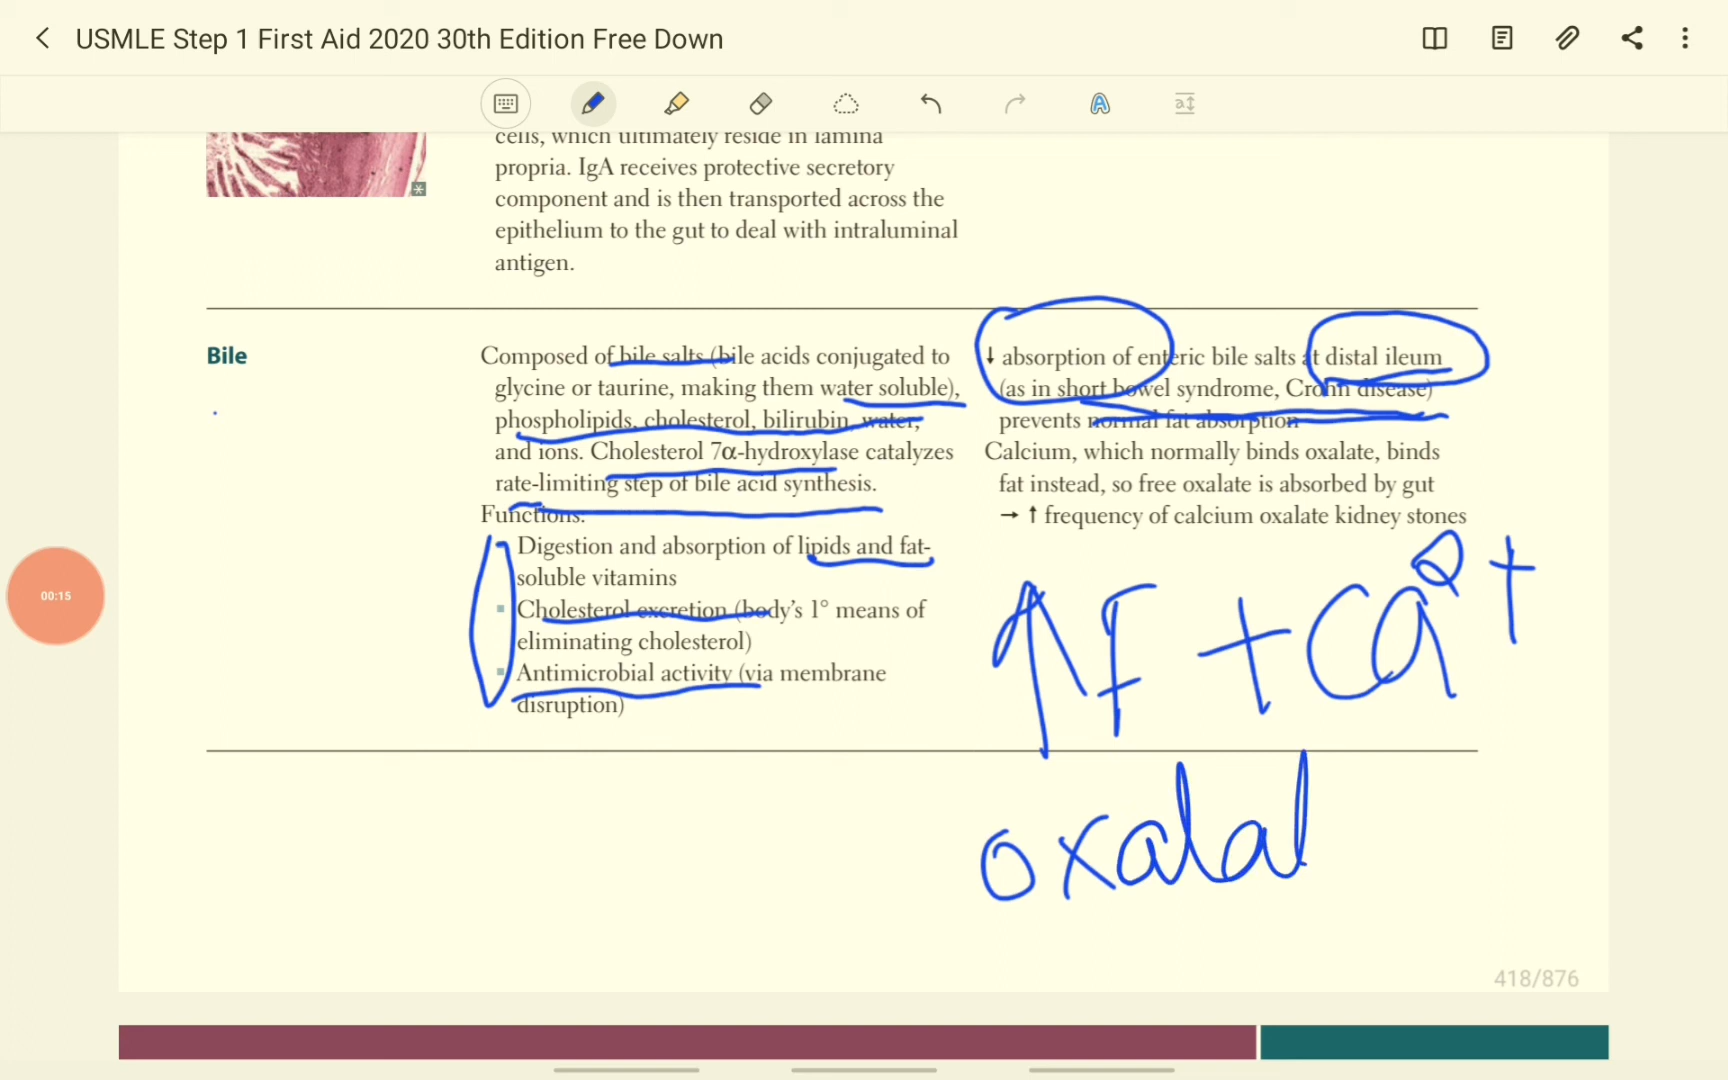 USMLE Step 1 First Aid 2020 30th Edition Free Down
cells, which ultimately reside in lamina
propria. IgA receives protective secretory
component and is then transported across the
epithelium to the gut to deal with intraluminal
antigen.
Bile
Composed of bile salts (bile acids conjugated to
glycine or taurine, making them water soluble),
phospholipids, cholesterol, bilirubin, water,
and ions. Cholesterol 7α-hydroxylase catalyzes
rate-limiting step of bile acid synthesis.
Functions:
▪ Digestion and absorption of lipids and fat-
soluble vitamins
▪ Cholesterol excretion (body's 1° means of
eliminating cholesterol)
▪ Antimicrobial activity (via membrane
disruption)
↓ absorption of enteric bile salts at distal ileum
(as in short bowel syndrome, Crohn disease)
prevents normal fat absorption
Calcium, which normally binds oxalate, binds
fat instead, so free oxalate is absorbed by gut
→ ↑ frequency of calcium oxalate kidney stones
↑ F + Ca2+
oxalal
00:15
418/876